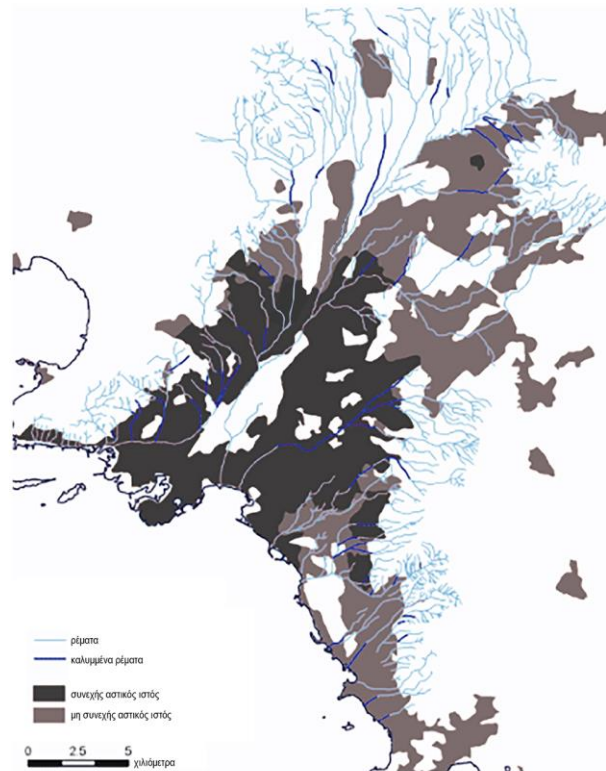 ρέματα
καλυμμένα ρέματα
συνεχής αστικός ιστός
μη συνεχής αστικός ιστός
0 2.5 5
χιλιόμετρα